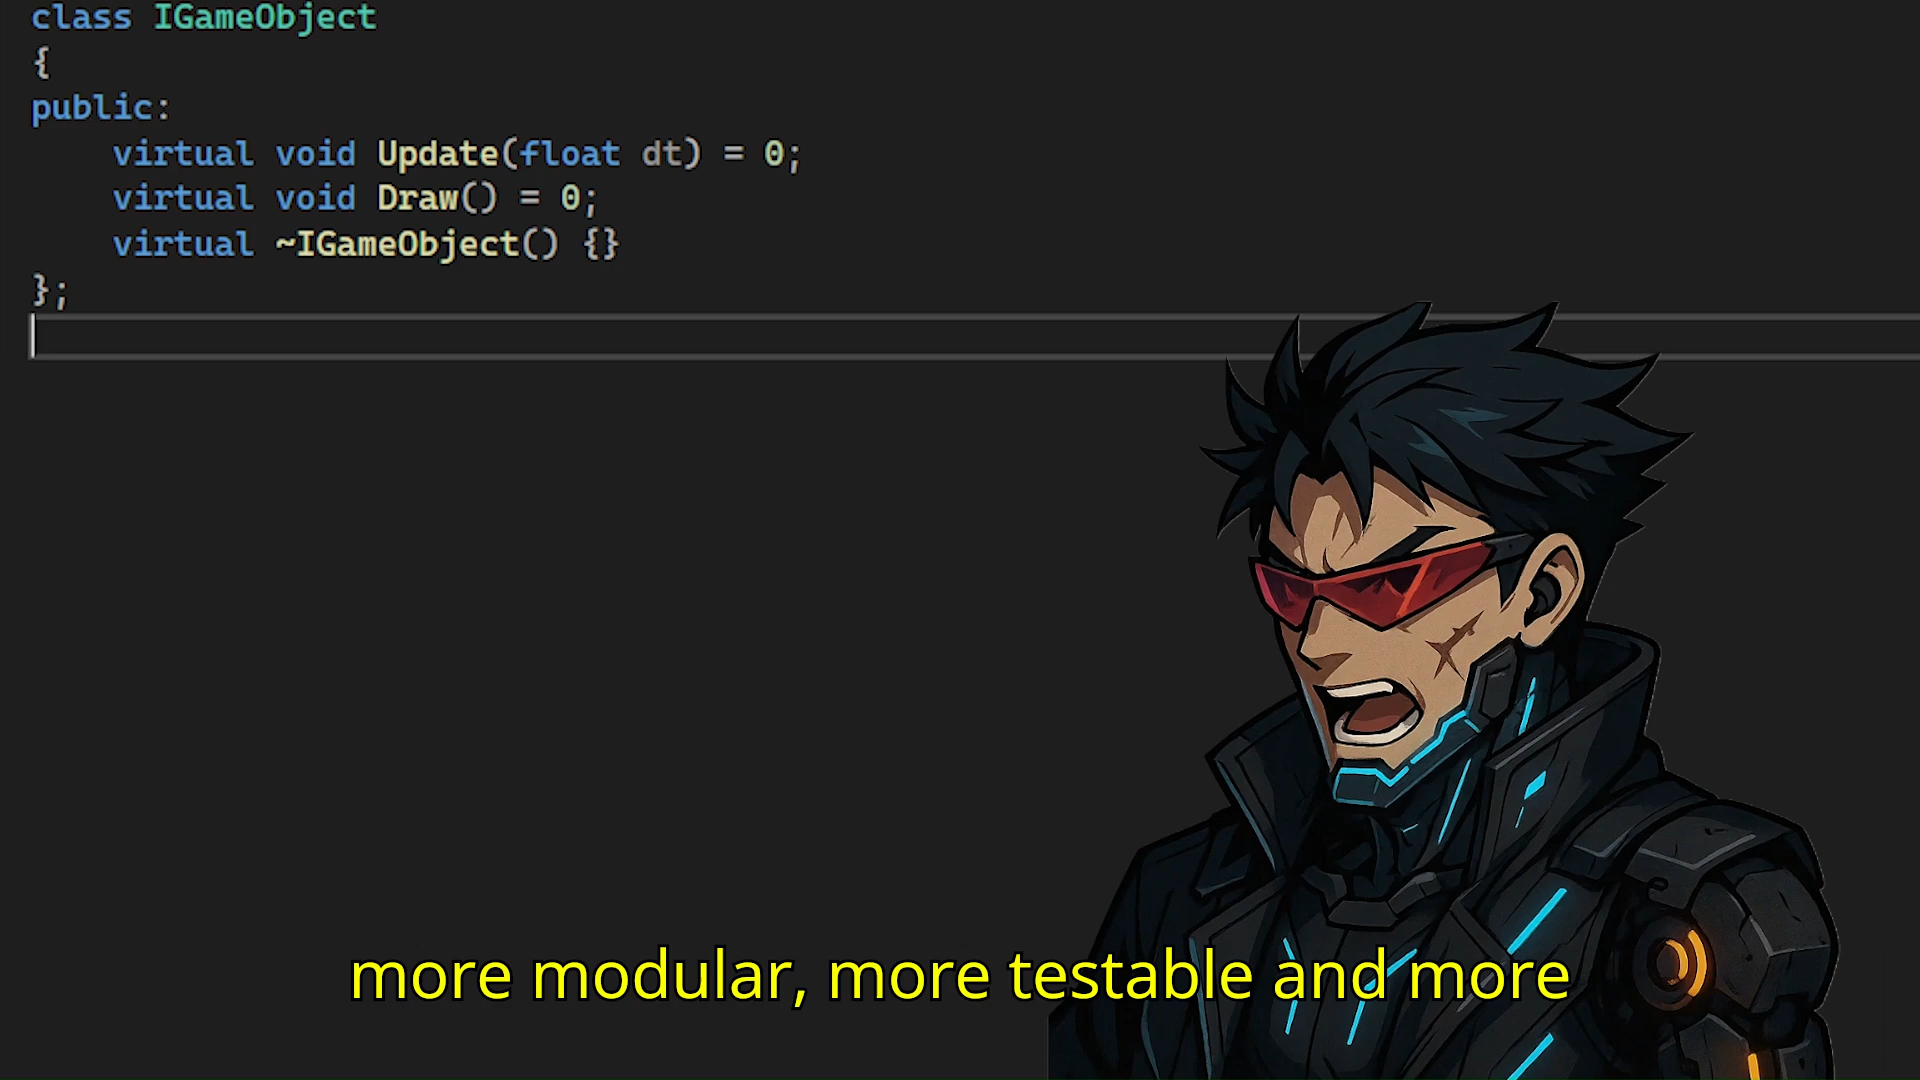 class IGameObject
{
public:
    virtual void Update(float dt) = 0;
    virtual void Draw() = 0;
    virtual ~IGameObject() {}
};
more modular, more testable and more